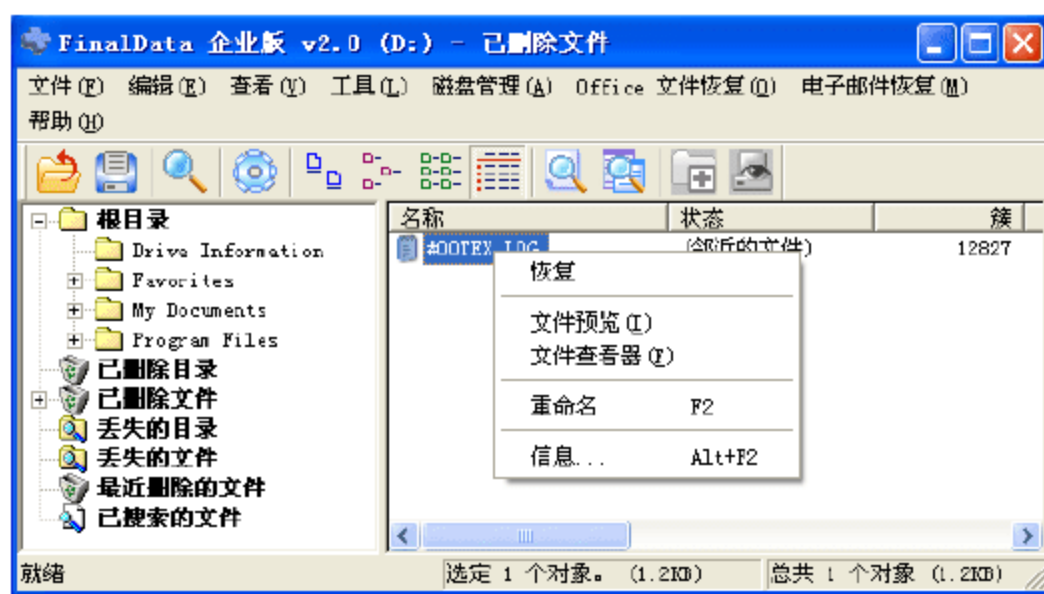 FinalData 企业版 v2.0 (D:) - 已删除文件
文件(F) 编辑(E) 查看(V) 工具(L) 磁盘管理(A) Office 文件恢复(O) 电子邮件恢复(M)
帮助(H)
名称 状态 簇
根目录
#OOTEX.LOG (邻近的文件) 12827
Drive Information
恢复
Favorites
My Documents
文件预览(I)
Program Files
文件查看器(F)
已删除目录
已删除文件
重命名 F2
丢失的目录
丢失的文件
信息... Alt+F2
最近删除的文件
已搜索的文件
就绪 选定 1 个对象。 (1.2KB) 总共 1 个对象 (1.2KB)